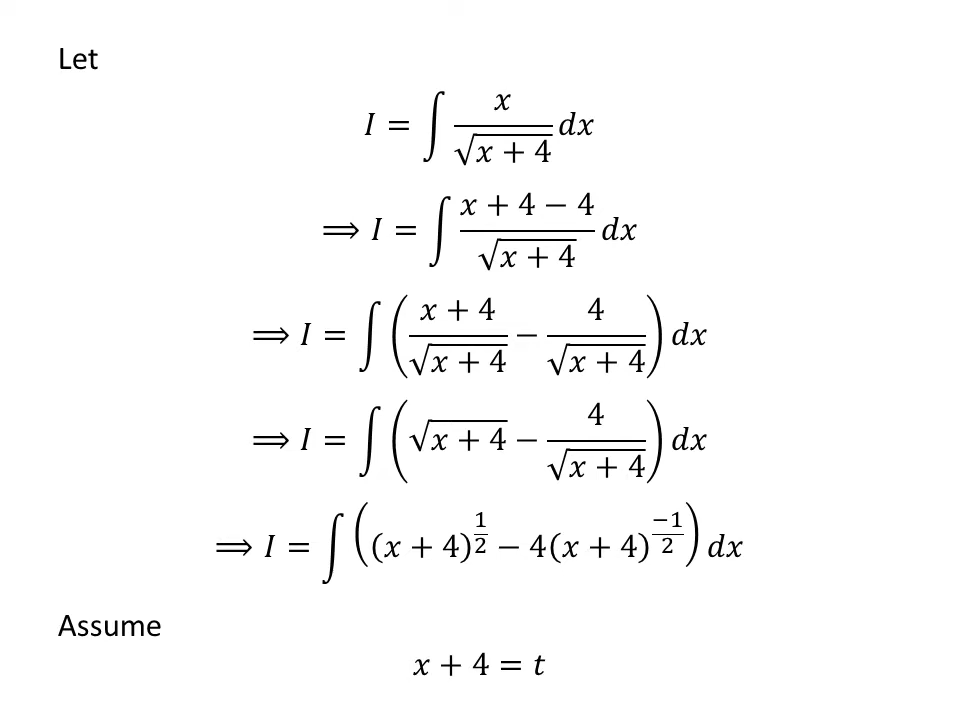 Let
I = ∫ x/√(x + 4) dx
⟹ I = ∫ (x + 4 − 4)/√(x + 4) dx
⟹ I = ∫ ((x + 4)/√(x + 4) − 4/√(x + 4)) dx
⟹ I = ∫ (√(x + 4) − 4/√(x + 4)) dx
⟹ I = ∫ ((x + 4)^(1/2) − 4(x + 4)^(−1/2)) dx
Assume
x + 4 = t